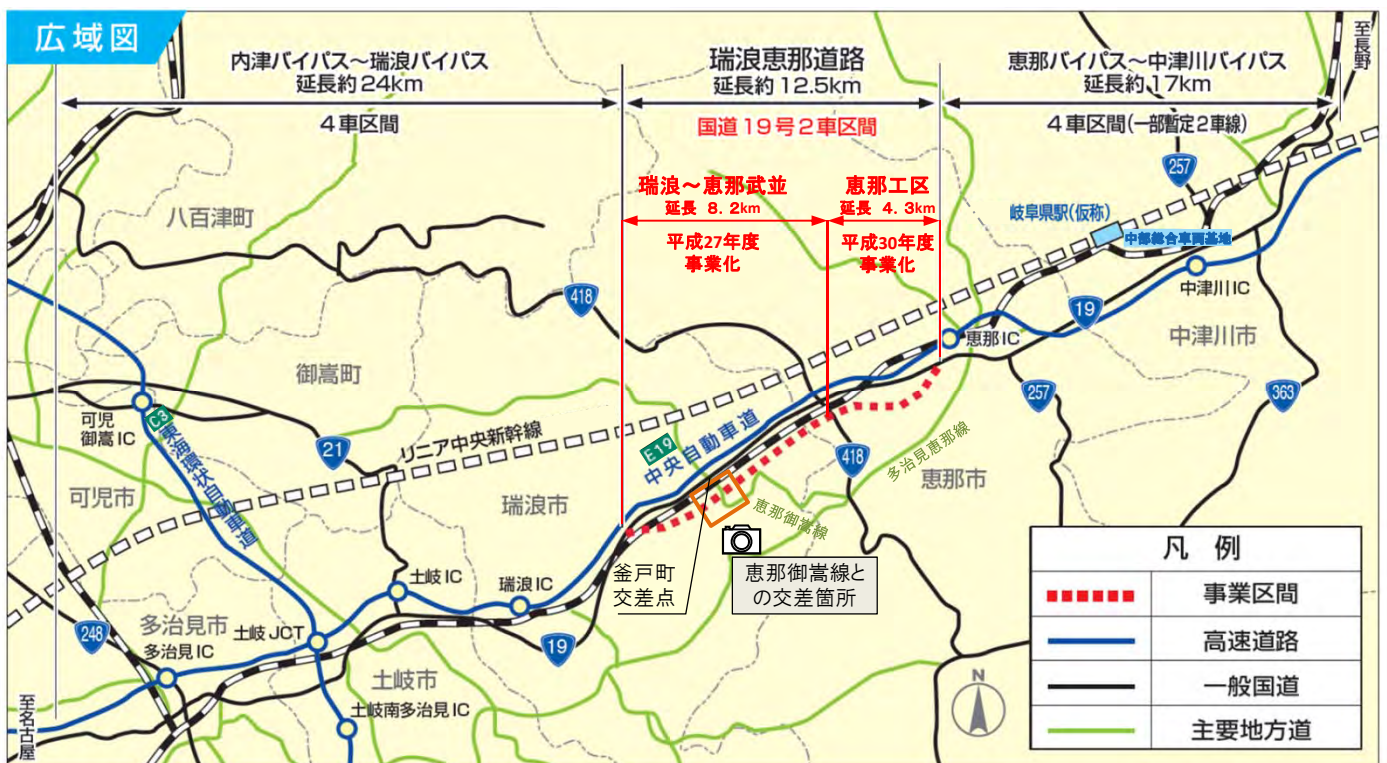 広域図
内津バイパス～瑞浪バイパス
延長約24km
4車区間
瑞浪恵那道路
延長約12.5km
国道19号2車区間
恵那バイパス～中津川バイパス
延長約17km
4車区間(一部暫定2車線)
至長野
瑞浪～恵那武並
延長 8.2km
平成27年度
事業化
恵那工区
延長 4.3km
平成30年度
事業化
257
岐阜県駅(仮称)
中部総合車両基地
中津川IC
八百津町
418
19
恵那IC
中津川市
御嵩町
可児
御嵩IC
C3
東海環状自動車道
21
リニア中央新幹線
E19
中央自動車道
257
363
418
多治見恵那線
恵那市
可児市
瑞浪市
恵那御嵩線
釜戸町
交差点
恵那御嵩線と
の交差箇所
土岐IC
瑞浪IC
248
多治見市
多治見IC
土岐JCT
19
土岐市
土岐南多治見IC
至名古屋
N
凡例
事業区間
高速道路
一般国道
主要地方道